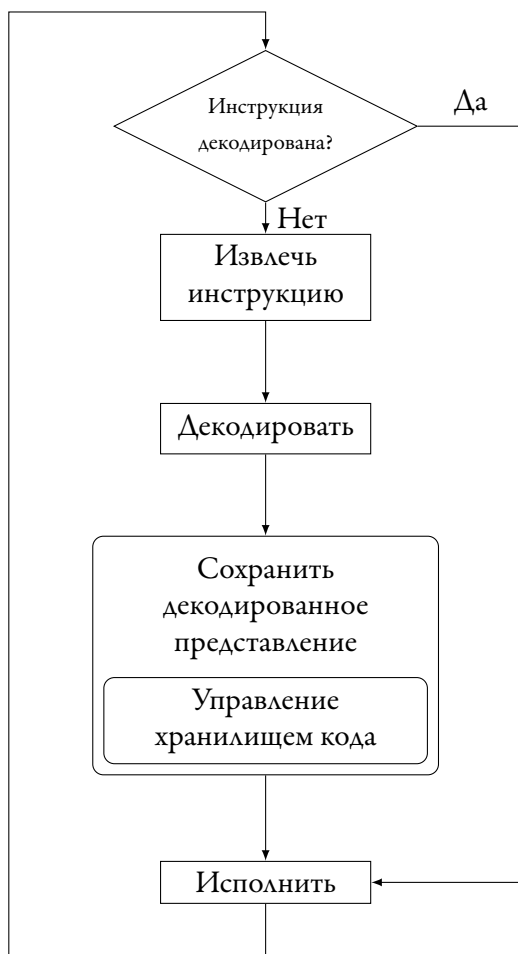 Инструкция
декодирована?
Да
Нет
Извлечь
инструкцию
Декодировать
Сохранить
декодированное
представление
Управление
хранилищем кода
Исполнить